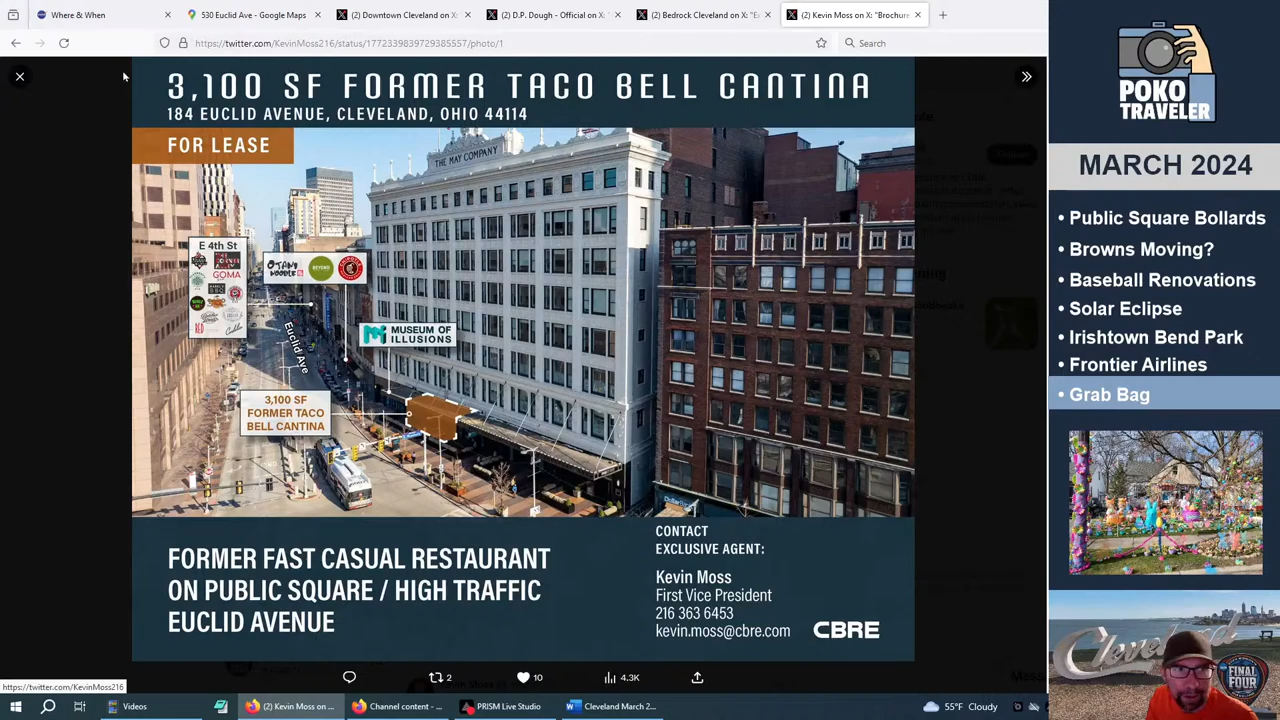 Where & When
530 Euclid Ave - Google Maps
(2) Downtown Cleveland on X:
(2) D.P. Dough - Official on X: "
(2) Bedrock Cleveland on X: "E
(2) Kevin Moss on X: "Brochure
https://twitter.com/KevinMoss216/status/1772339839729385557/photo/1
Search
3,100 SF FORMER TACO BELL CANTINA
184 EUCLID AVENUE, CLEVELAND, OHIO 44114
FOR LEASE
THE MAY COMPANY
E 4th St
GOMA
RED
BEYOND
MUSEUM OF
ILLUSIONS
Euclid Ave
3,100 SF
FORMER TACO
BELL CANTINA
FORMER FAST CASUAL RESTAURANT
ON PUBLIC SQUARE / HIGH TRAFFIC
EUCLID AVENUE
CONTACT
EXCLUSIVE AGENT:
Kevin Moss
First Vice President
216 363 6453
kevin.moss@cbre.com
CBRE
2
10
4.3K
https://twitter.com/KevinMoss216
Videos
(2) Kevin Moss on ...
Channel content - ...
PRISM Live Studio
Cleveland March 2...
55°F Cloudy
POKO
TRAVELER
MARCH 2024
• Public Square Bollards
• Browns Moving?
• Baseball Renovations
• Solar Eclipse
• Irishtown Bend Park
• Frontier Airlines
• Grab Bag
Cleveland
FINAL
FOUR